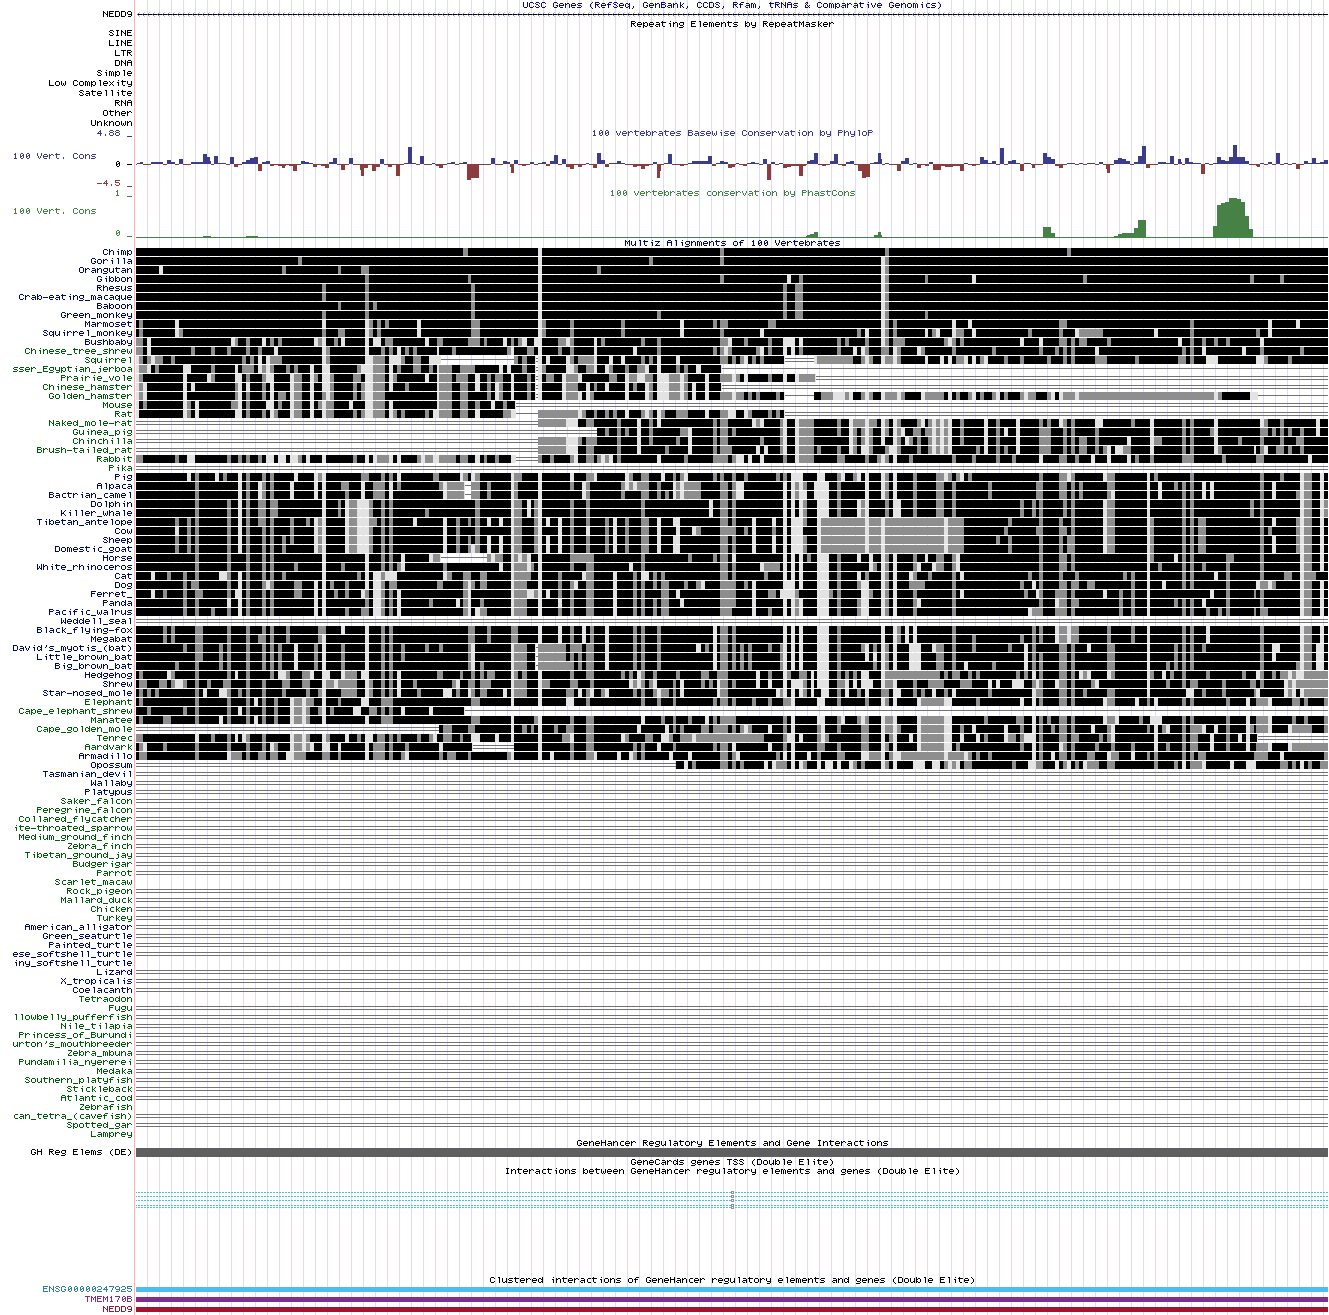 UCSC Genes (RefSeq, GenBank, CCDS, Rfam, tRNAs & Comparative Genomics)
NEDD9
Repeating Elements by RepeatMasker
SINE
LINE
LTR
DNA
Simple
Low Complexity
Satellite
RNA
Other
Unknown
4.88 _
100 vertebrates Basewise Conservation by PhyloP
100 Vert. Cons
0 _
-4.5 _
100 vertebrates conservation by PhastCons
1 _
100 Vert. Cons
0 _
Multiz Alignments of 100 Vertebrates
Chimp
Gorilla
Orangutan
Gibbon
Rhesus
Crab-eating_macaque
Baboon
Green_monkey
Marmoset
Squirrel_monkey
Bushbaby
Chinese_tree_shrew
Squirrel
sser_Egyptian_jerboa
Prairie_vole
Chinese_hamster
Golden_hamster
Mouse
Rat
Naked_mole-rat
Guinea_pig
Chinchilla
Brush-tailed_rat
Rabbit
Pika
Pig
Alpaca
Bactrian_camel
Dolphin
Killer_whale
Tibetan_antelope
Cow
Sheep
Domestic_goat
Horse
White_rhinoceros
Cat
Dog
Ferret_
Panda
Pacific_walrus
Weddell_seal
Black_flying-fox
Megabat
David's_myotis_(bat)
Little_brown_bat
Big_brown_bat
Hedgehog
Shrew
Star-nosed_mole
Elephant
Cape_elephant_shrew
Manatee
Cape_golden_mole
Tenrec
Aardvark
Armadillo
Opossum
Tasmanian_devil
Wallaby
Platypus
Saker_falcon
Peregrine_falcon
Collared_flycatcher
ite-throated_sparrow
Medium_ground_finch
Zebra_finch
Tibetan_ground_jay
Budgerigar
Parrot
Scarlet_macaw
Rock_pigeon
Mallard_duck
Chicken
Turkey
American_alligator
Green_seaturtle
Painted_turtle
ese_softshell_turtle
iny_softshell_turtle
Lizard
X_tropicalis
Coelacanth
Tetraodon
Fugu
llowbelly_pufferfish
Nile_tilapia
Princess_of_Burundi
urton's_mouthbreeder
Zebra_mbuna
Pundamilia_nyererei
Medaka
Southern_platyfish
Stickleback
Atlantic_cod
Zebrafish
can_tetra_(cavefish)
Spotted_gar
Lamprey
GeneHancer Regulatory Elements and Gene Interactions
GH Reg Elems (DE)
GeneCards genes TSS (Double Elite)
Interactions between GeneHancer regulatory elements and genes (Double Elite)
Clustered interactions of GeneHancer regulatory elements and genes (Double Elite)
ENSG00000247925
TMEM170B
NEDD9